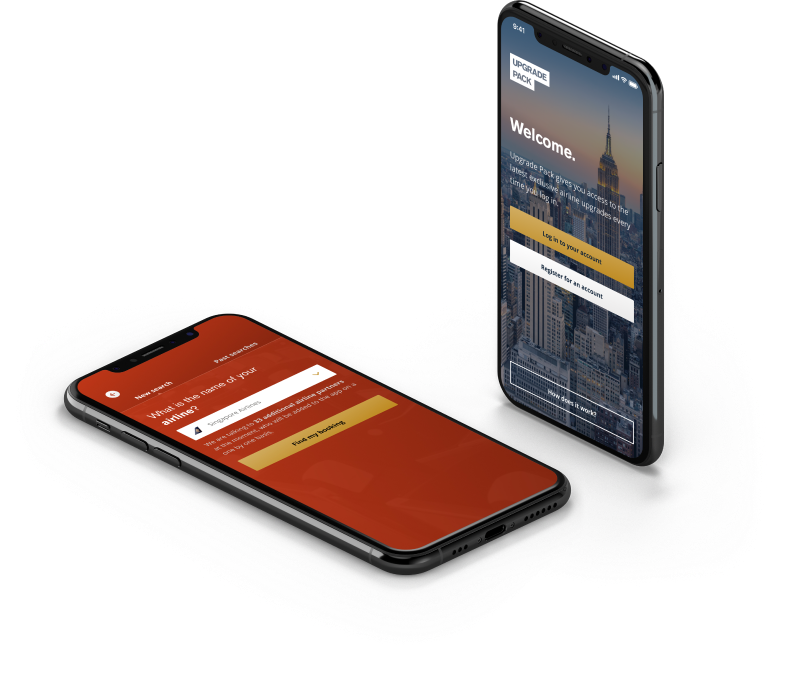 9:41
UPGRADE
PACK
Welcome.
Upgrade Pack gives you access to the
latest exclusive airline upgrades every
time you log in.
Log in to your account
Register for an account
How does it work?
New search
Past searches
What is the name of your
airline?
Singapore Airlines
We are talking to 33 additional airline partners
at the moment, who will be added to the app on a
one by one basis.
Find my booking